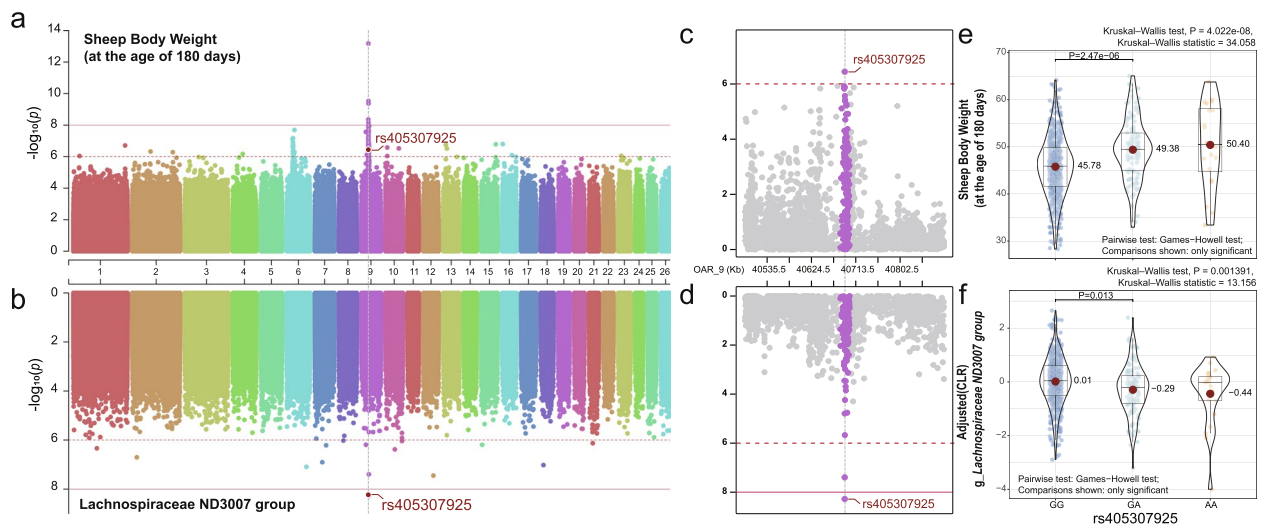 a
Sheep Body Weight
(at the age of 180 days)
-log₁₀(p)
14
12
10
8
6
4
2
0
rs405307925
1 2 3 4 5 6 7 8 9 10 11 12 13 14 15 16 17 18 19 20 21 22 23 24 25 26
b
-log₁₀(p)
0
2
4
6
8
Lachnospiraceae ND3007 group
rs405307925
c
6
4
2
0
rs405307925
OAR_9 (Kb) 40535.5 40624.5 40713.5 40802.5
d
0
2
4
6
8
rs405307925
e
Kruskal–Wallis test, P = 4.022e-08,
Kruskal–Wallis statistic = 34.058
Sheep Body Weight
(at the age of 180 days)
70
60
50
40
30
P=2.47e−06
45.78
49.38
50.40
Pairwise test: Games−Howell test;
Comparisons shown: only significant
f
Kruskal–Wallis test, P = 0.001391,
Kruskal–Wallis statistic = 13.156
Adjusted(CLR)
g_Lachnospiraceae ND3007 group
2
0
−2
−4
P=0.013
0.01
−0.29
−0.44
Pairwise test: Games−Howell test;
Comparisons shown: only significant
GG GA AA
rs405307925